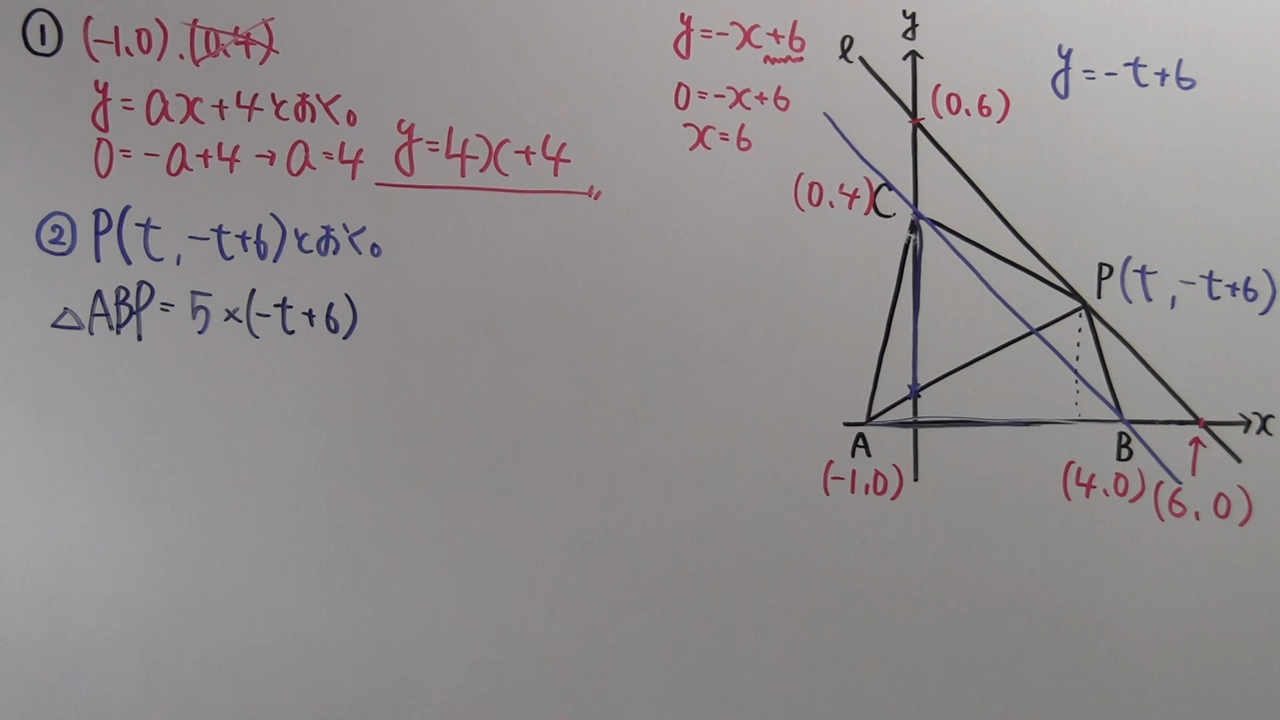 ① (-1.0).(0.4)
y=ax+4とおく。
0=-a+4→a=4 y=4x+4
② P(t,-t+6)とおく。
△ABP=5×(-t+6)
y=-x+6
0=-x+6
x=6
ℓ
y
y=-t+6
(0.6)
(0.4)C
P(t,-t+6)
x
A
B
(-1.0)
(4.0)
(6.0)